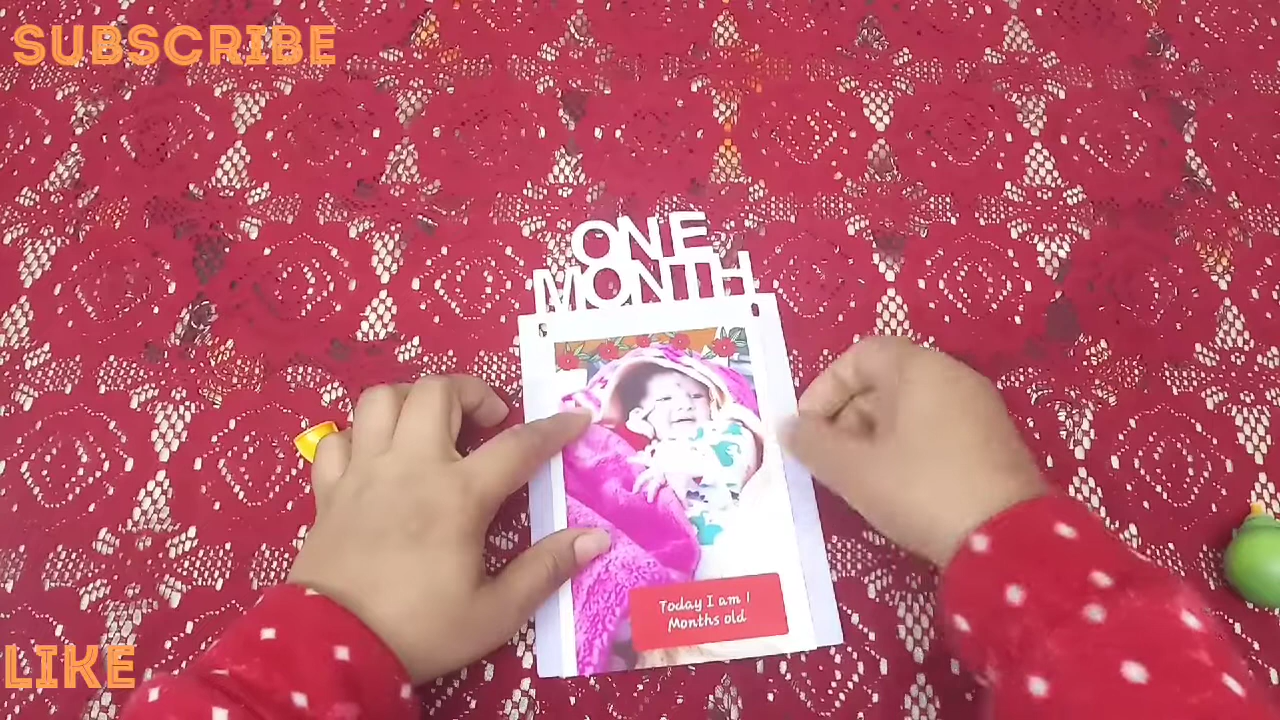 SUBSCRIBE
ONE
MONTH
Today I am 1
Months old
LIKE